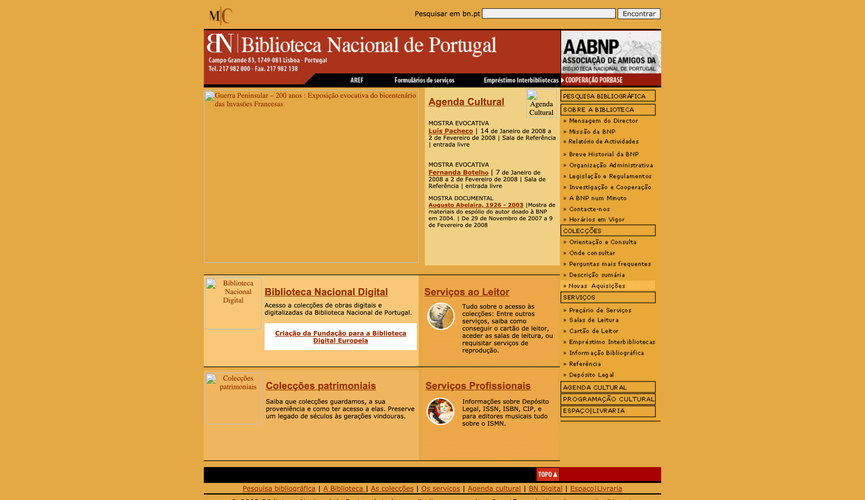 M|C
Pesquisar em bn.pt
Encontrar
BN Biblioteca Nacional de Portugal
Campo Grande, 83, 1749-081 Lisboa · Portugal
Tel. 217 982 000 · Fax. 217 982 138
AABNP
ASSOCIAÇÃO DE AMIGOS DA
BIBLIOTECA NACIONAL DE PORTUGAL
AREF
Formulários de serviços
Empréstimo Interbibliotecas
COOPERAÇÃO PORBASE
Guerra Peninsular – 200 anos : Exposição evocativa do bicentenário
das Invasões Francesas
Agenda Cultural
Agenda
Cultural
MOSTRA EVOCATIVA
Luís Pacheco | 14 de Janeiro de 2008 a
2 de Fevereiro de 2008 | Sala de Referência
| entrada livre
MOSTRA EVOCATIVA
Fernanda Botelho | 7 de Janeiro de
2008 a 2 de Fevereiro de 2008 | Sala de
Referência | entrada livre
MOSTRA DOCUMENTAL
Augusto Abelaira, 1926 - 2003 |Mostra de
materiais do espólio do autor doado à BNP
em 2004. | De 29 de Novembro de 2007 a 9
de Fevereiro de 2008
PESQUISA BIBLIOGRÁFICA
SOBRE A BIBLIOTECA
» Mensagem do Director
» Missão da BNP
» Relatório de Actividades
» Breve Historial da BNP
» Organização Administrativa
» Legislação e Regulamentos
» Investigação e Cooperação
» A BNP num Minuto
» Contacte-nos
» Horários em Vigor
COLECÇÕES
» Orientação e Consulta
» Onde consultar
» Perguntas mais frequentes
» Descrição sumária
» Novas Aquisições
SERVIÇOS
» Preçário de Serviços
» Salas de Leitura
» Cartão de Leitor
» Empréstimo Interbibliotecas
» Informação Bibliográfica
» Referência
» Depósito Legal
AGENDA CULTURAL
PROGRAMAÇÃO CULTURAL
ESPAÇO|LIVRARIA
Biblioteca
Nacional
Digital
Biblioteca Nacional Digital
Acesso a colecções de obras digitais e
digitalizadas da Biblioteca Nacional de Portugal.
Criação da Fundação para a Biblioteca
Digital Europeia
Serviços ao Leitor
Tudo sobre o acesso às
colecções: Entre outros
serviços, saiba como
conseguir o cartão de leitor,
aceder às salas de leitura, ou
requisitar serviços de
reprodução.
Colecções
patrimoniais
Colecções patrimoniais
Saiba que colecções guardamos, a sua
proveniência e como ter acesso a elas. Preserve
um legado de séculos às gerações vindouras.
Serviços Profissionais
Informações sobre Depósito
Legal, ISSN, ISBN, CIP, e
para editores musicais tudo
sobre o ISMN.
TOPO
Pesquisa bibliográfica | A Biblioteca | As colecções | Os serviços | Agenda cultural | BN Digital | Espaço|Livraria